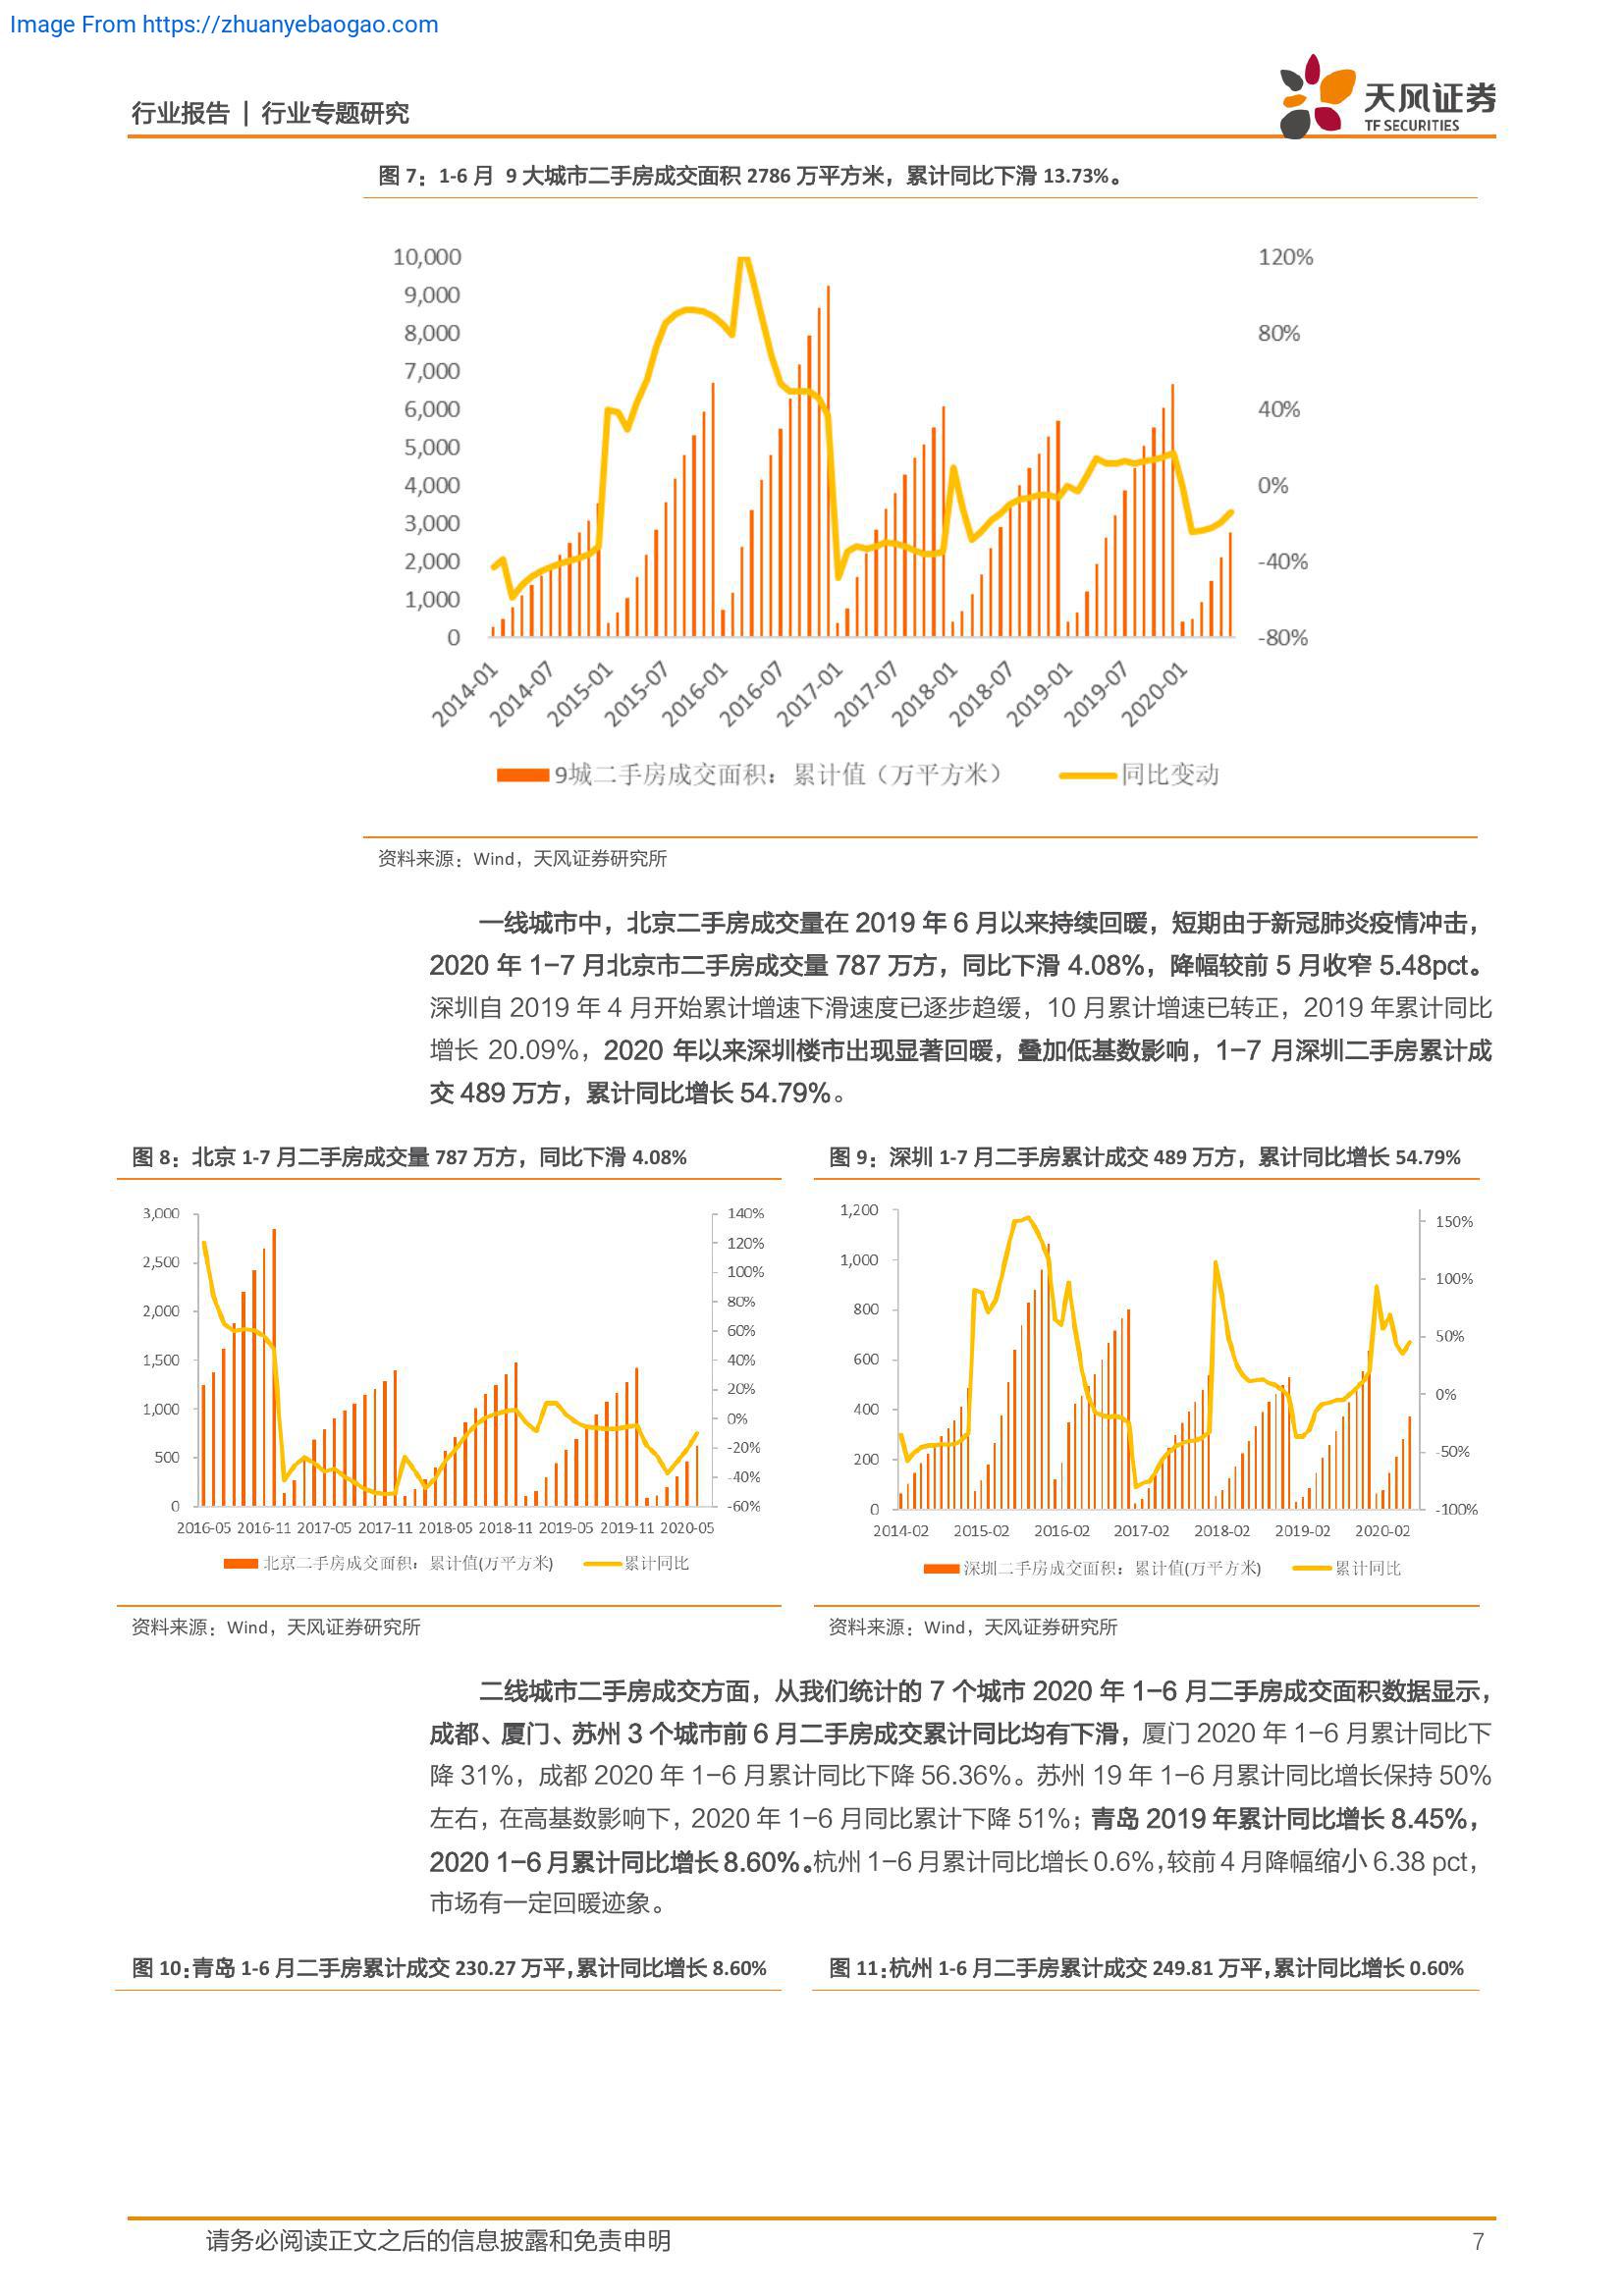 Image From https://zhuanyebaogao.com
行业报告 | 行业专题研究
天风证券
TF SECURITIES
图 7：1-6 月 9 大城市二手房成交面积 2786 万平方米，累计同比下滑 13.73%。
10,000
9,000
8,000
7,000
6,000
5,000
4,000
3,000
2,000
1,000
0
120%
80%
40%
0%
-40%
-80%
2014-01
2014-07
2015-01
2015-07
2016-01
2016-07
2017-01
2017-07
2018-01
2018-07
2019-01
2019-07
2020-01
9城二手房成交面积：累计值（万平方米）
同比变动
资料来源：Wind，天风证券研究所
一线城市中，北京二手房成交量在 2019 年 6 月以来持续回暖，短期由于新冠肺炎疫情冲击，
2020 年 1-7 月北京市二手房成交量 787 万方，同比下滑 4.08%，降幅较前 5 月收窄 5.48pct。
深圳自 2019 年 4 月开始累计增速下滑速度已逐步趋缓，10 月累计增速已转正，2019 年累计同比
增长 20.09%，2020 年以来深圳楼市出现显著回暖，叠加低基数影响，1-7 月深圳二手房累计成
交 489 万方，累计同比增长 54.79%。
图 8：北京 1-7 月二手房成交量 787 万方，同比下滑 4.08%
3,000
2,500
2,000
1,500
1,000
500
0
140%
120%
100%
80%
60%
40%
20%
0%
-20%
-40%
-60%
2016-05 2016-11 2017-05 2017-11 2018-05 2018-11 2019-05 2019-11 2020-05
北京二手房成交面积：累计值(万平方米)
累计同比
资料来源：Wind，天风证券研究所
图 9：深圳 1-7 月二手房累计成交 489 万方，累计同比增长 54.79%
1,200
1,000
800
600
400
200
0
150%
100%
50%
0%
-50%
-100%
2014-02 2015-02 2016-02 2017-02 2018-02 2019-02 2020-02
深圳二手房成交面积：累计值(万平方米)
累计同比
资料来源：Wind，天风证券研究所
二线城市二手房成交方面，从我们统计的 7 个城市 2020 年 1-6 月二手房成交面积数据显示，
成都、厦门、苏州 3 个城市前 6 月二手房成交累计同比均有下滑，厦门 2020 年 1-6 月累计同比下
降 31%，成都 2020 年 1-6 月累计同比下降 56.36%。苏州 19 年 1-6 月累计同比增长保持 50%
左右，在高基数影响下，2020 年 1-6 月同比累计下降 51%；青岛 2019 年累计同比增长 8.45%，
2020 1-6 月累计同比增长 8.60%。杭州 1-6 月累计同比增长 0.6%，较前 4 月降幅缩小 6.38 pct，
市场有一定回暖迹象。
图 10：青岛 1-6 月二手房累计成交 230.27 万平，累计同比增长 8.60%
图 11：杭州 1-6 月二手房累计成交 249.81 万平，累计同比增长 0.60%
请务必阅读正文之后的信息披露和免责申明
7